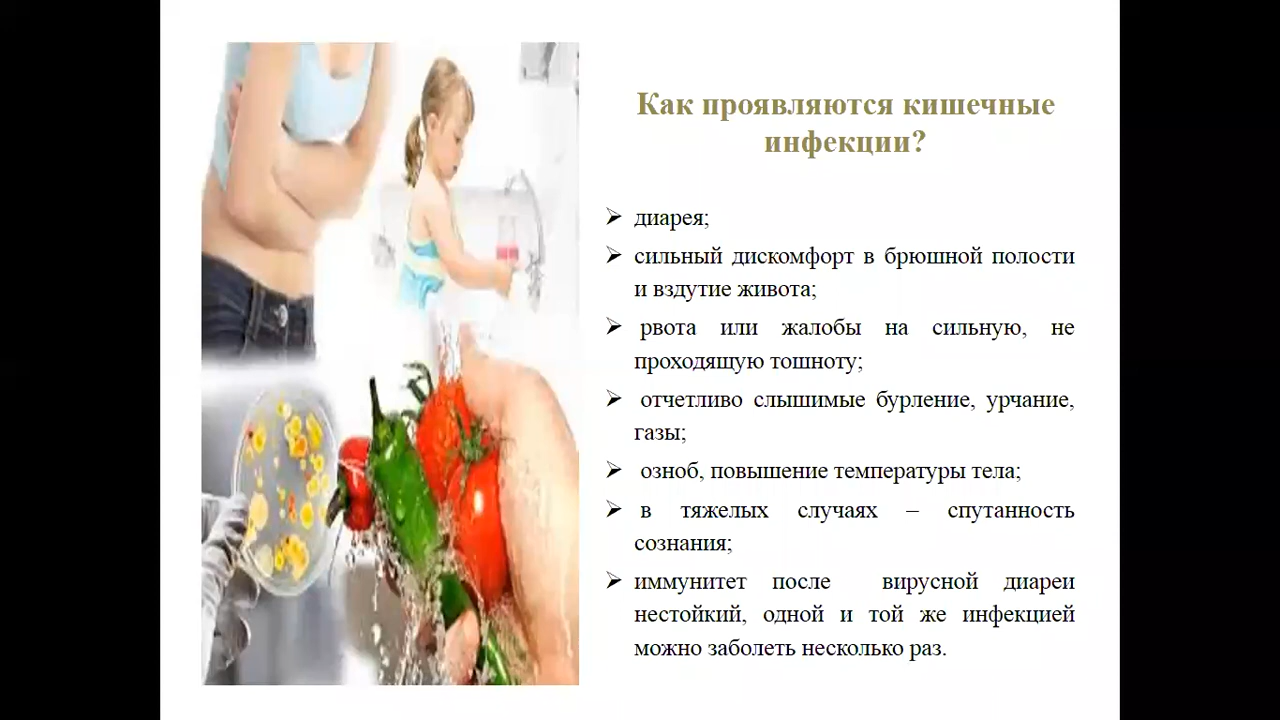 Как проявляются кишечные
инфекции?
➢ диарея;
➢ сильный дискомфорт в брюшной полости
и вздутие живота;
➢ рвота или жалобы на сильную, не
проходящую тошноту;
➢ отчетливо слышимые бурление, урчание,
газы;
➢ озноб, повышение температуры тела;
➢ в тяжелых случаях – спутанность
сознания;
➢ иммунитет после вирусной диареи
нестойкий, одной и той же инфекцией
можно заболеть несколько раз.